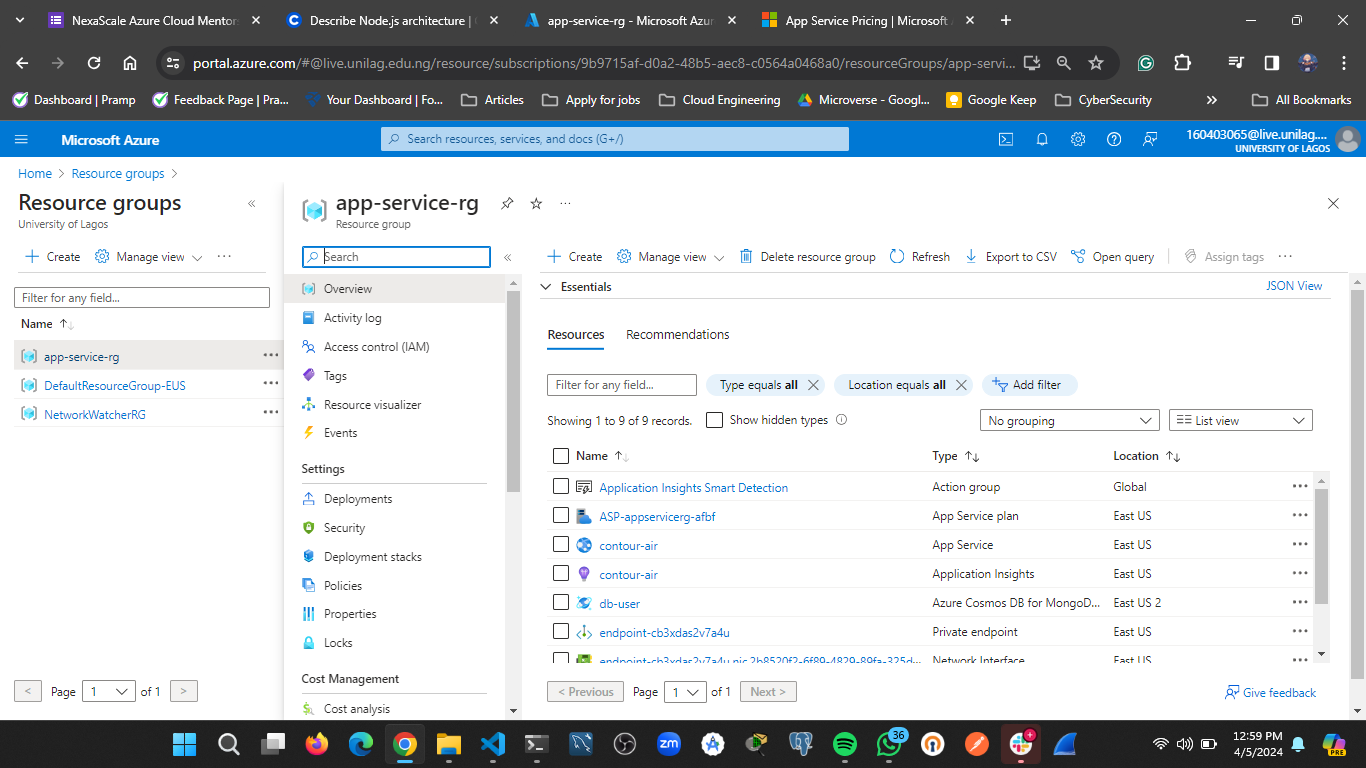 NexaScale Azure Cloud Mentor
Describe Node.js architecture |
app-service-rg - Microsoft Azur
App Service Pricing | Microsoft
portal.azure.com/#@live.unilag.edu.ng/resource/subscriptions/9b9715af-d0a2-48b5-aec8-c0564a0468a0/resourceGroups/app-servi...
Dashboard | Pramp
Feedback Page | Pra...
Your Dashboard | Fo...
Articles
Apply for jobs
Cloud Engineering
Microverse - Googl...
Google Keep
CyberSecurity
All Bookmarks
Microsoft Azure
Search resources, services, and docs (G+/)
160403065@live.unilag....
UNIVERSITY OF LAGOS
Home > Resource groups >
Resource groups
University of Lagos
Create
Manage view
Filter for any field...
Name
app-service-rg
DefaultResourceGroup-EUS
NetworkWatcherRG
< Page 1 of 1 >
app-service-rg
Resource group
Search
Overview
Activity log
Access control (IAM)
Tags
Resource visualizer
Events
Settings
Deployments
Security
Deployment stacks
Policies
Properties
Locks
Cost Management
Cost analysis
Create
Manage view
Delete resource group
Refresh
Export to CSV
Open query
Assign tags
Essentials
JSON View
Resources
Recommendations
Filter for any field...
Type equals all
Location equals all
Add filter
Showing 1 to 9 of 9 records.
Show hidden types
No grouping
List view
Name Type Location
Application Insights Smart Detection Action group Global
ASP-appservicerg-afbf App Service plan East US
contour-air App Service East US
contour-air Application Insights East US
db-user Azure Cosmos DB for MongoD... East US 2
endpoint-cb3xdas2v7a4u Private endpoint East US
endpoint-cb3xdas2v7a4u.nic.2b8520f2-6f89-4829-89fa-325d... Network Interface East US
< Previous Page 1 of 1 Next >
Give feedback
zm
36
12:59 PM
4/5/2024
PRE